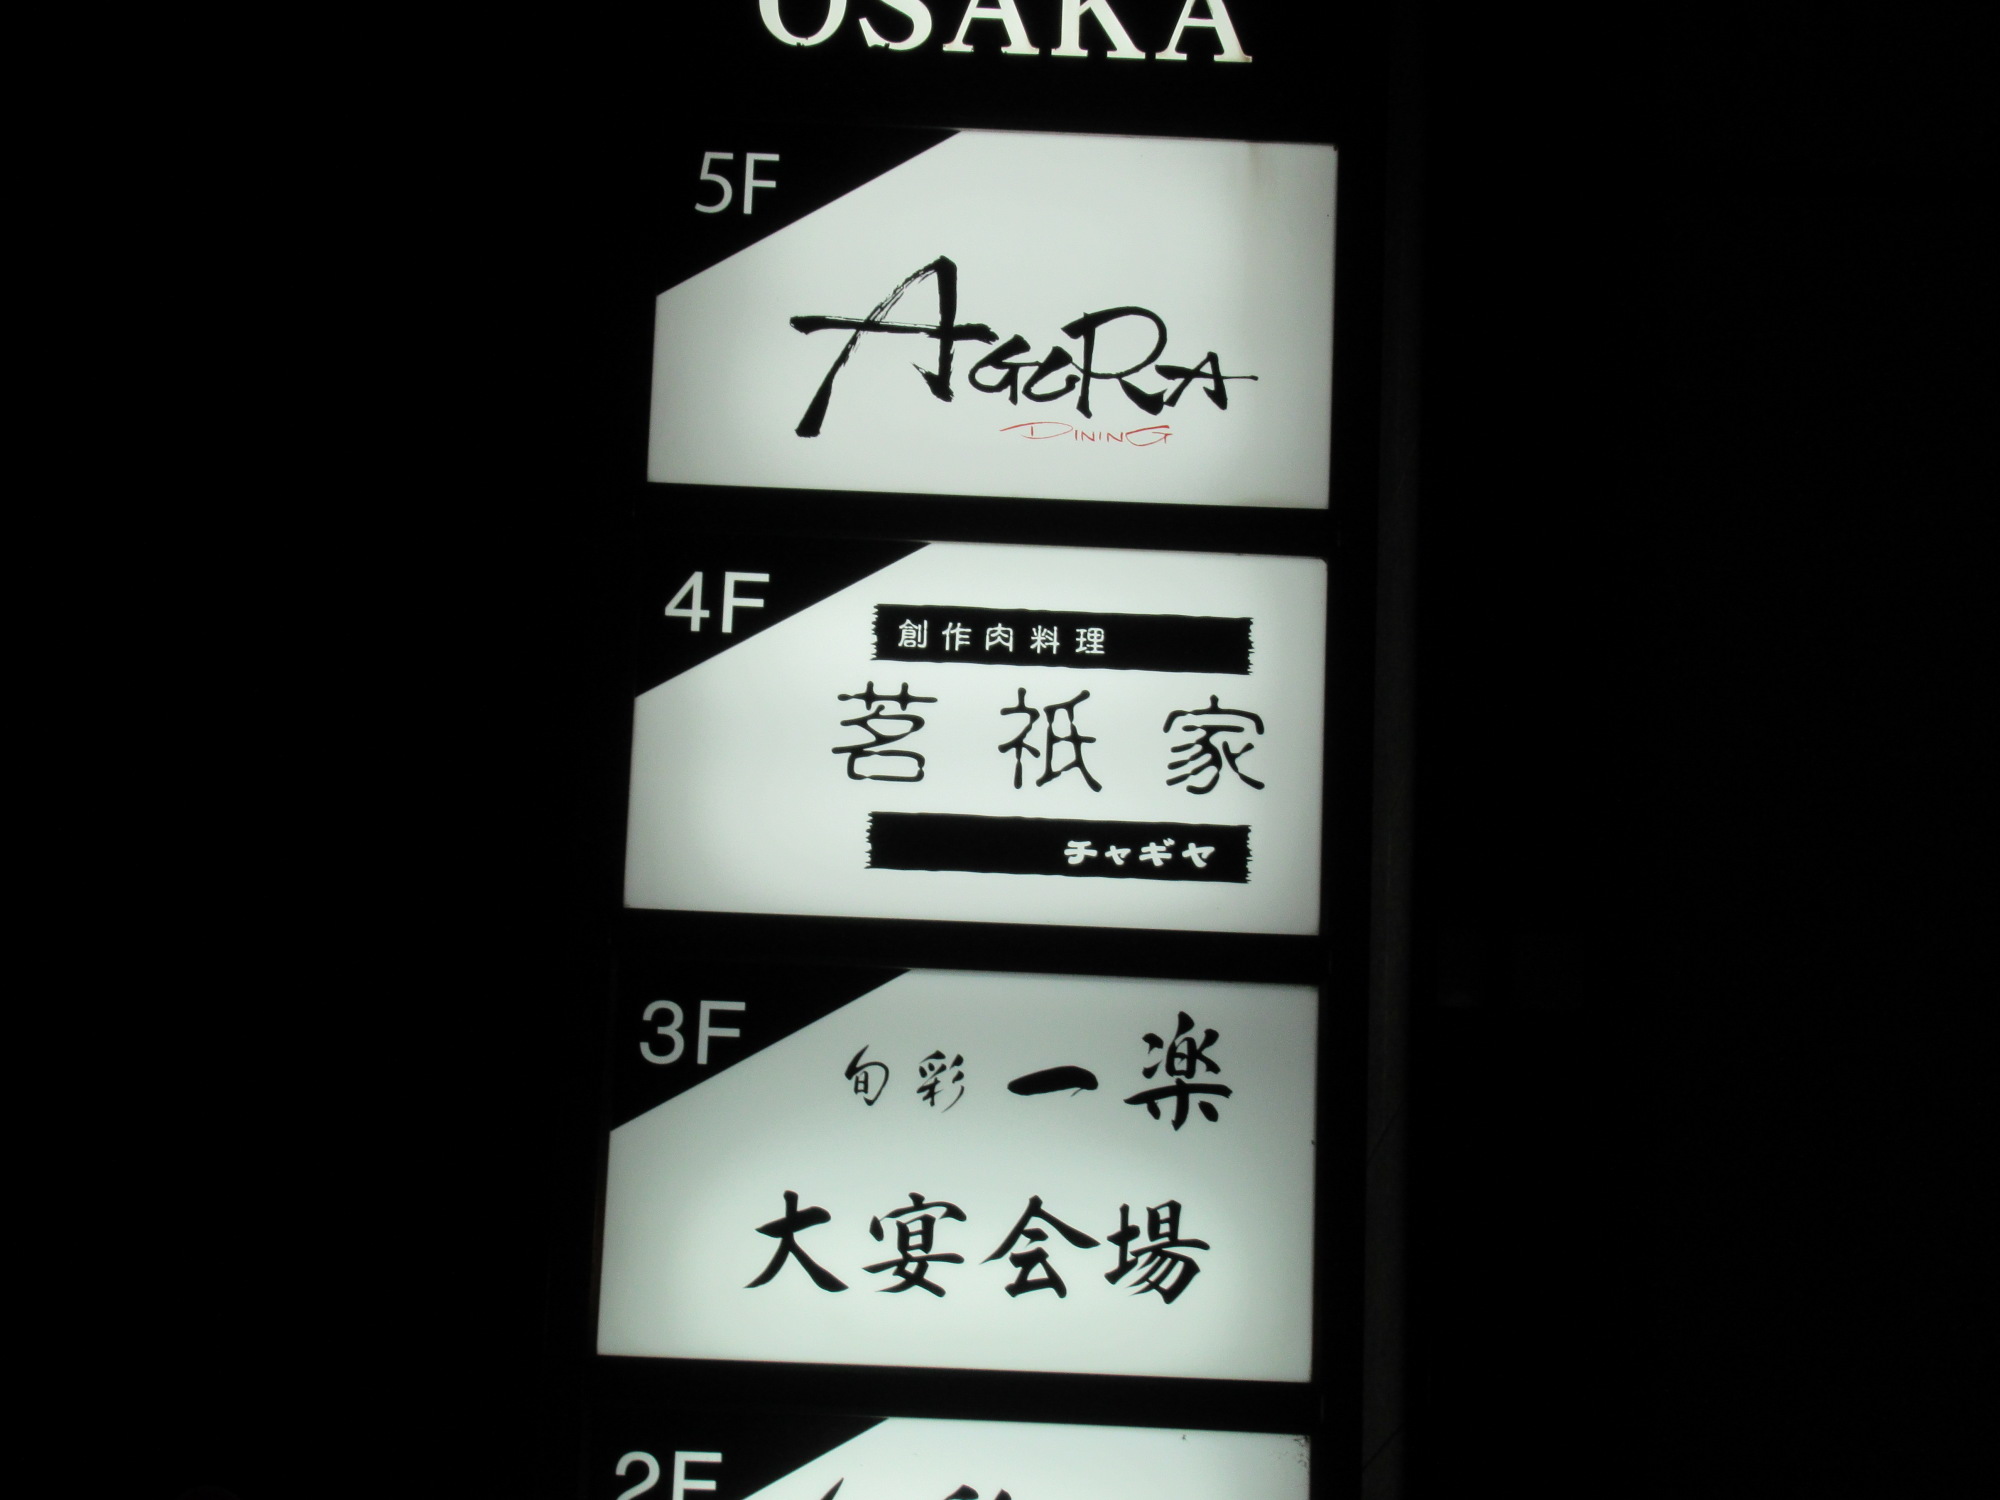 OSAKA
5F
AGORA
DINING
4F
創作肉料理
茗祇家
チャギヤ
3F
旬彩 一楽
大宴会場
2F